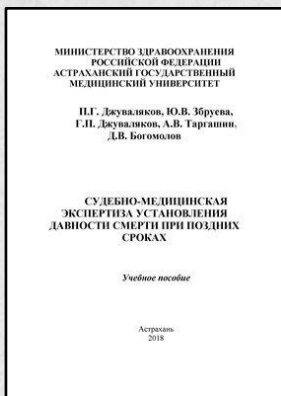 МИНИСТЕРСТВО ЗДРАВООХРАНЕНИЯ
РОССИЙСКОЙ ФЕДЕРАЦИИ
АСТРАХАНСКИЙ ГОСУДАРСТВЕННЫЙ
МЕДИЦИНСКИЙ УНИВЕРСИТЕТ
П.Г. Джуваляков, Ю.В. Збруева,
Г.П. Джуваляков, А.В. Таргашин,
Д.В. Богомолов
СУДЕБНО-МЕДИЦИНСКАЯ
ЭКСПЕРТИЗА УСТАНОВЛЕНИЯ
ДАВНОСТИ СМЕРТИ ПРИ ПОЗДНИХ
СРОКАХ
Учебное пособие
Астрахань
2018